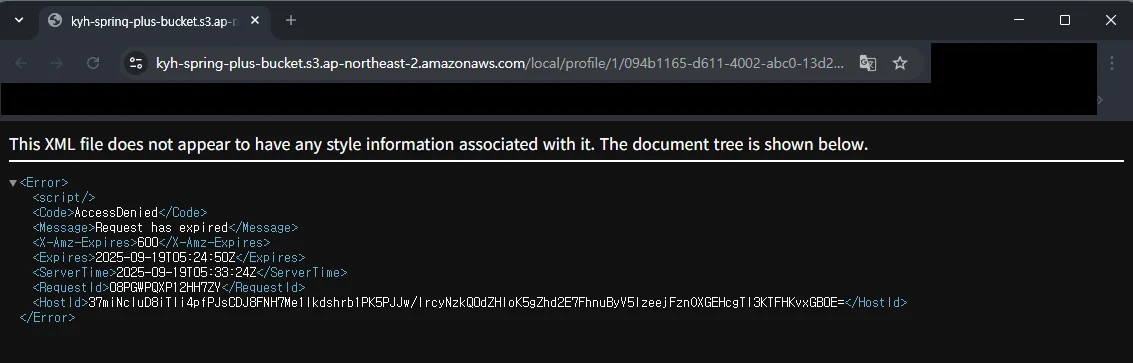 kyh-spring-plus-bucket.s3.ap-n
kyh-spring-plus-bucket.s3.ap-northeast-2.amazonaws.com/local/profile/1/094b1165-d611-4002-abc0-13d2...
This XML file does not appear to have any style information associated with it. The document tree is shown below.
<Error>
<script/>
<Code>AccessDenied</Code>
<Message>Request has expired</Message>
<X-Amz-Expires>600</X-Amz-Expires>
<Expires>2025-09-19T05:24:50Z</Expires>
<ServerTime>2025-09-19T05:33:24Z</ServerTime>
<RequestId>08PGWPQXP12HH7ZY</RequestId>
</Error>